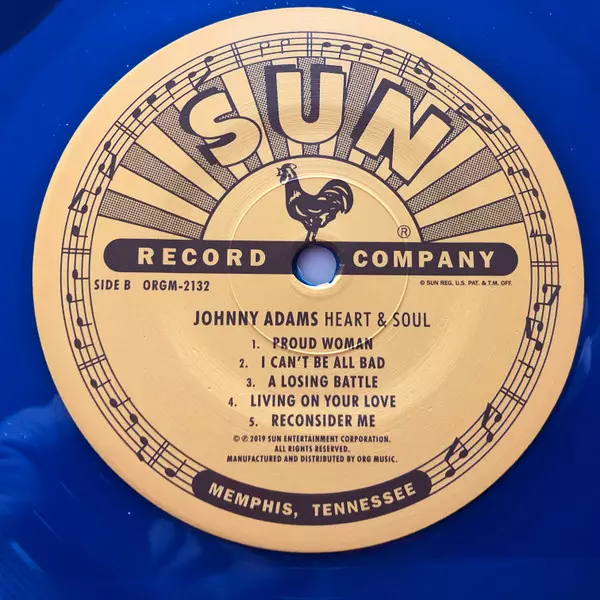 SUN
®
RECORD COMPANY
SIDE B ORGM-2132
© SUN REG. U.S. PAT. & T.M. OFF.
JOHNNY ADAMS HEART & SOUL
1. PROUD WOMAN
2. I CAN'T BE ALL BAD
3. A LOSING BATTLE
4. LIVING ON YOUR LOVE
5. RECONSIDER ME
© ℗ 2019 SUN ENTERTAINMENT CORPORATION.
ALL RIGHTS RESERVED.
MANUFACTURED AND DISTRIBUTED BY ORG MUSIC.
MEMPHIS, TENNESSEE